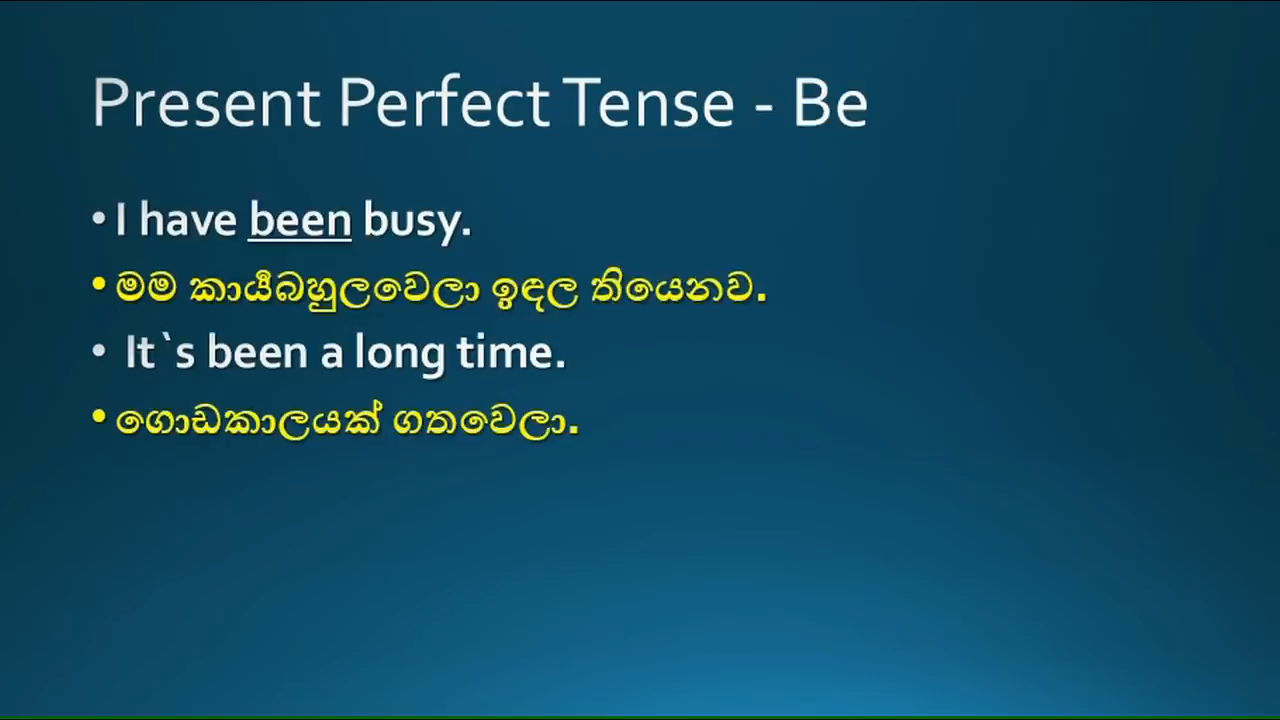 Present Perfect Tense - Be
• I have been busy.
• මම කාර්‍යබහුලවෙලා ඉඳල තියෙනව.
• It`s been a long time.
• ගොඩකාලයක් ගතවෙලා.